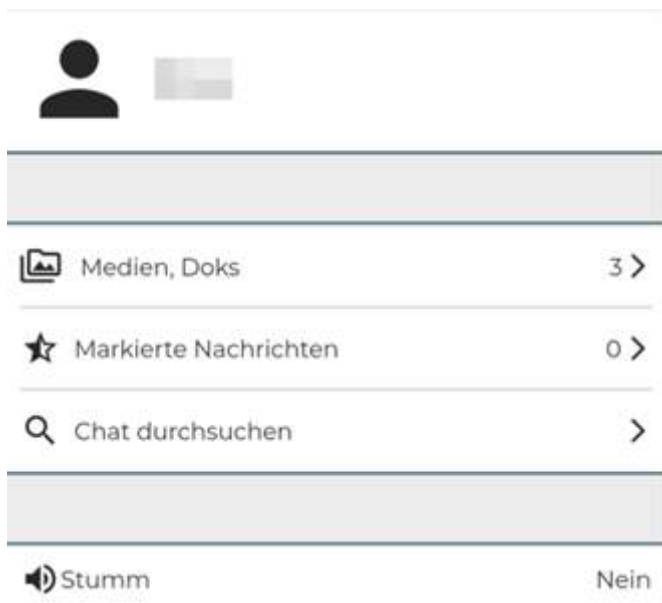 Medien, Doks 3
Markierte Nachrichten 0
Chat durchsuchen
Stumm Nein